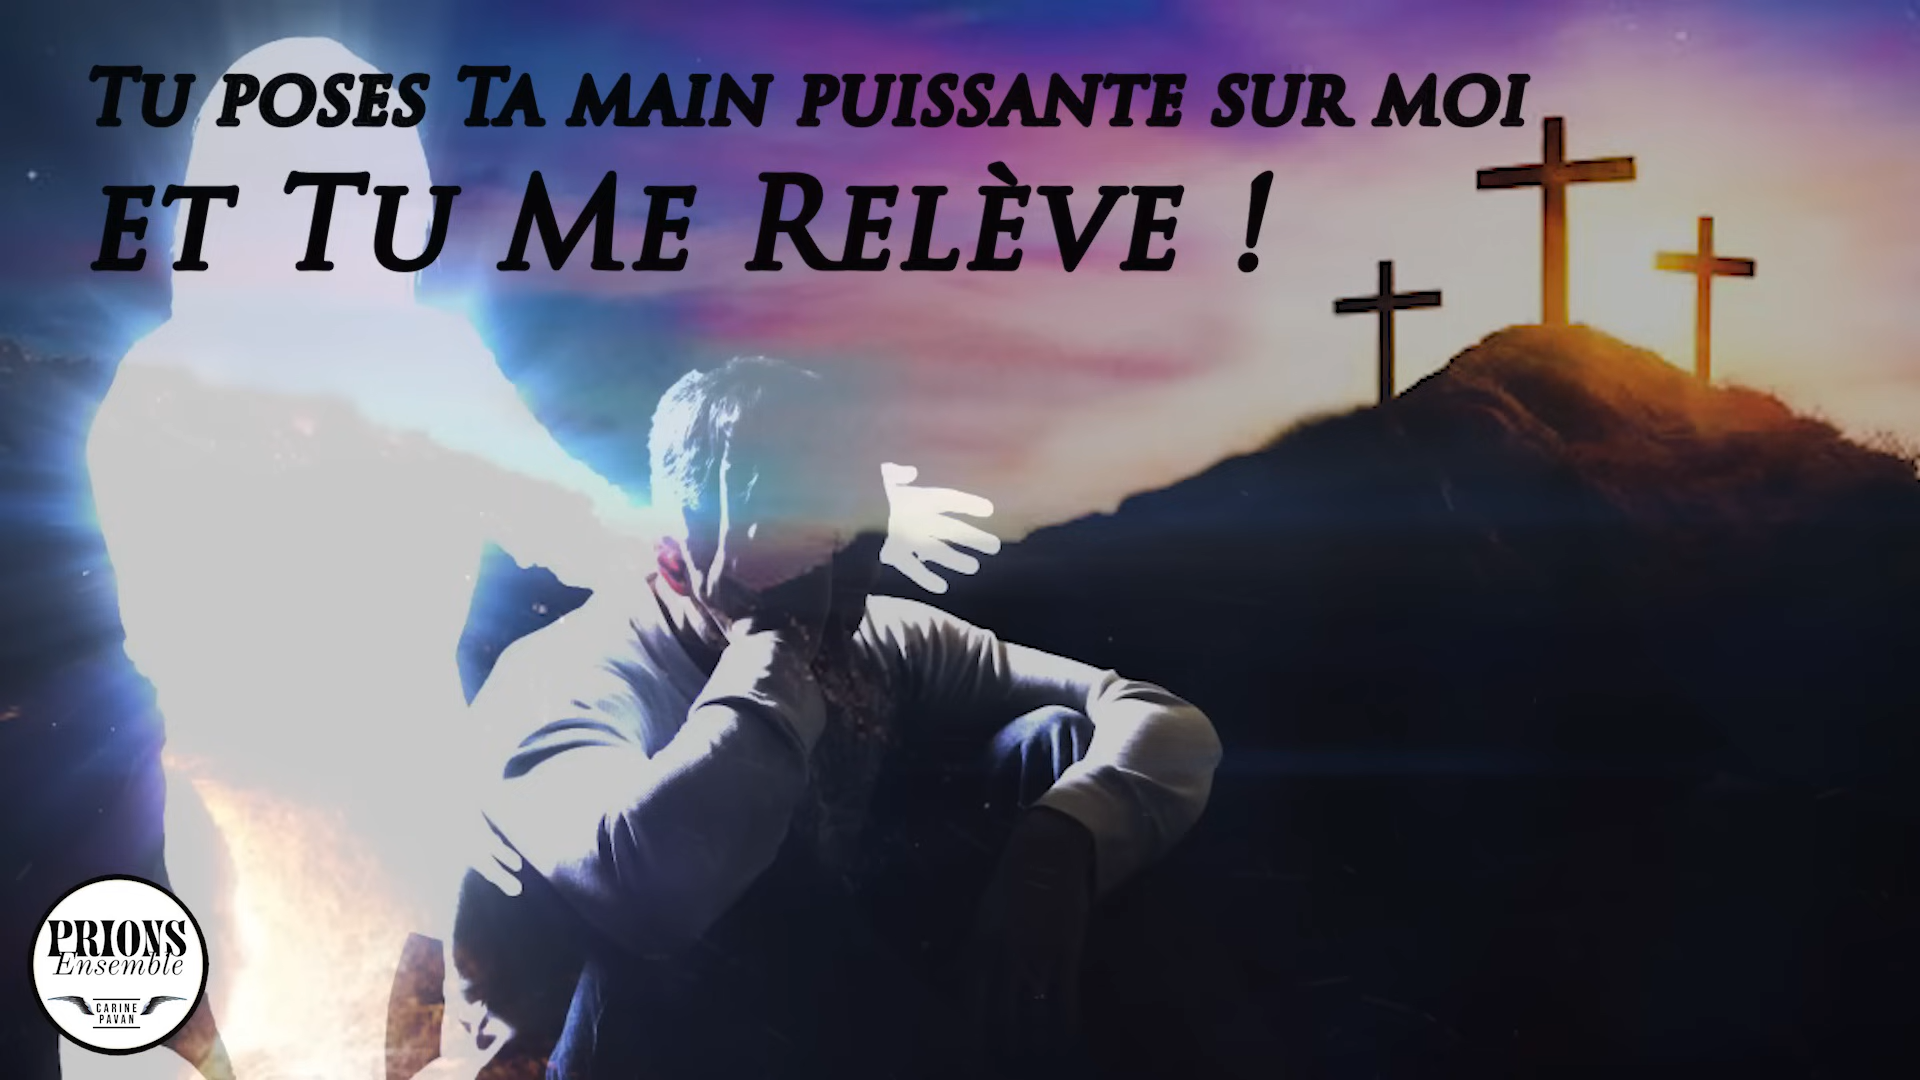 Tu poses Ta main puissante sur moi
et Tu Me Relève !
PRIONS
Ensemble
CARINE
PAVAN